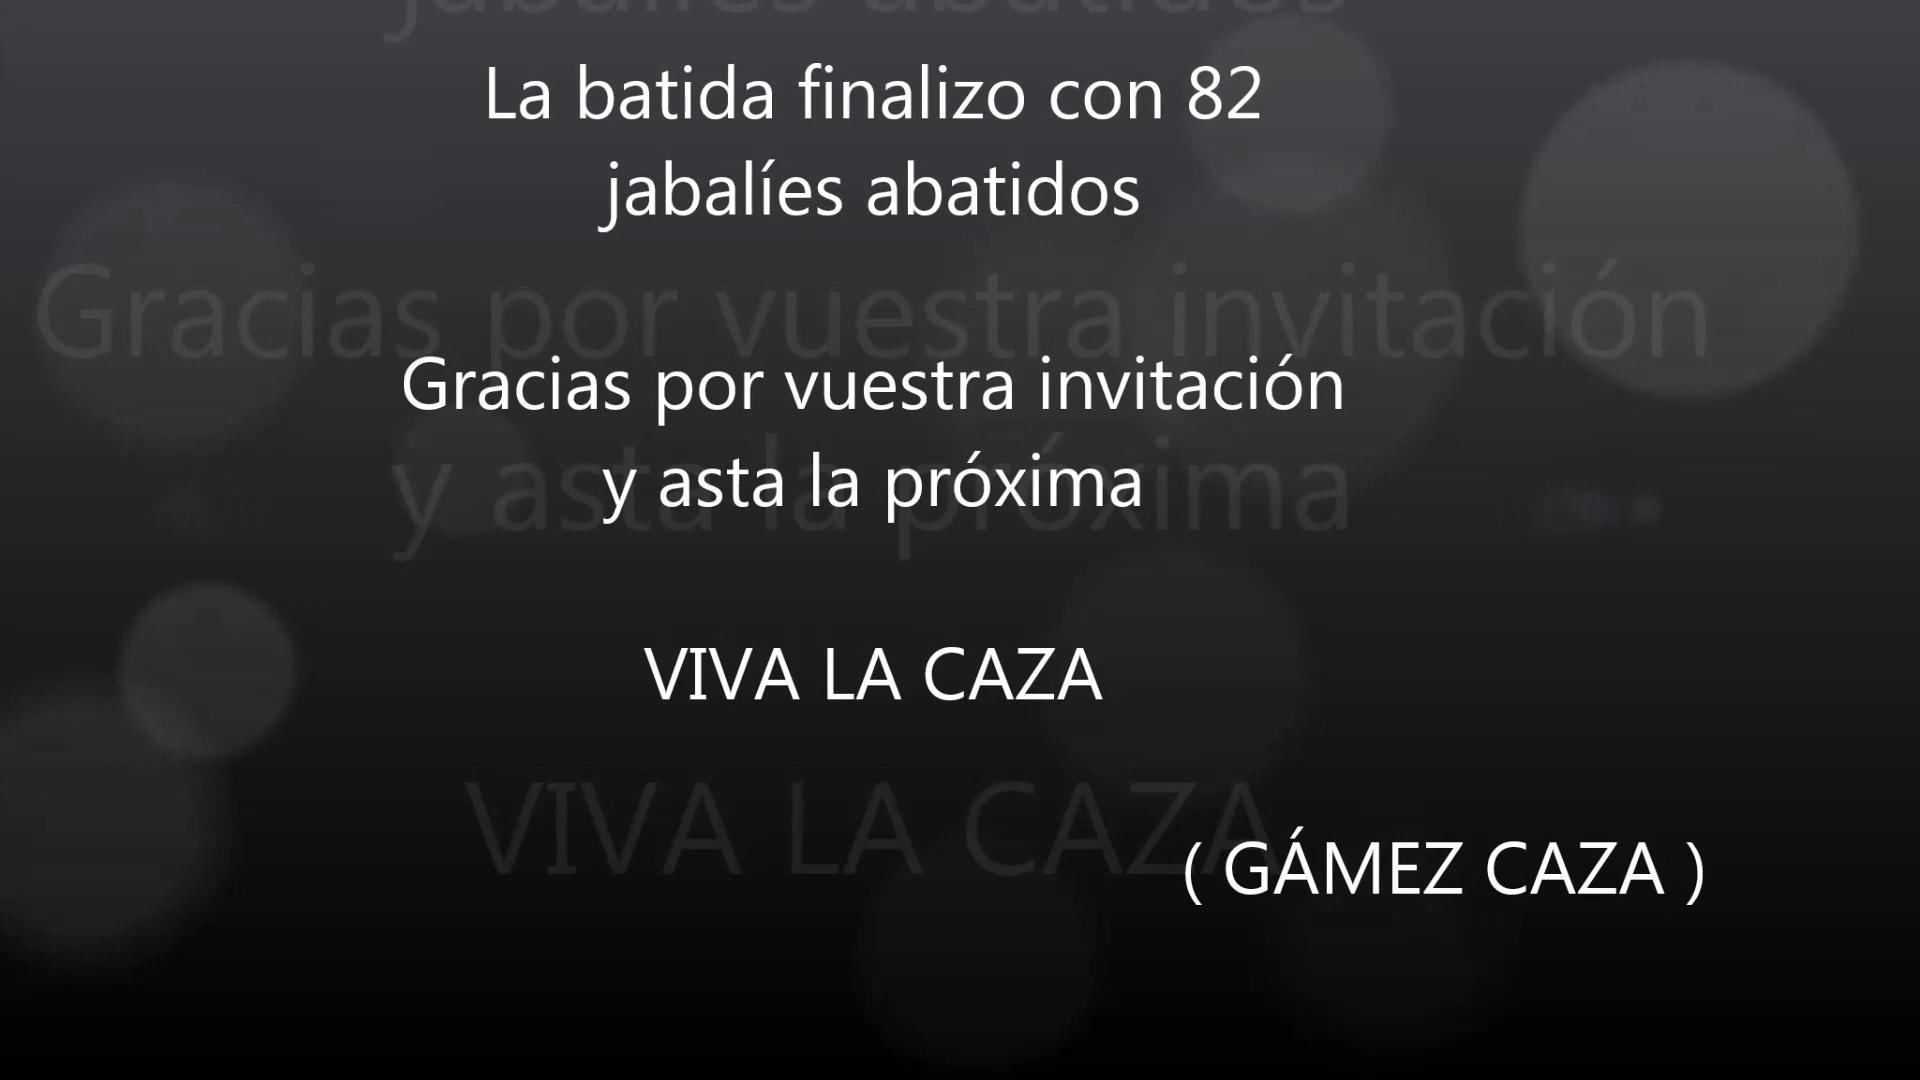 La batida finalizo con 82
jabalíes abatidos
Gracias por vuestra invitación
y asta la próxima
VIVA LA CAZA
( GÁMEZ CAZA )